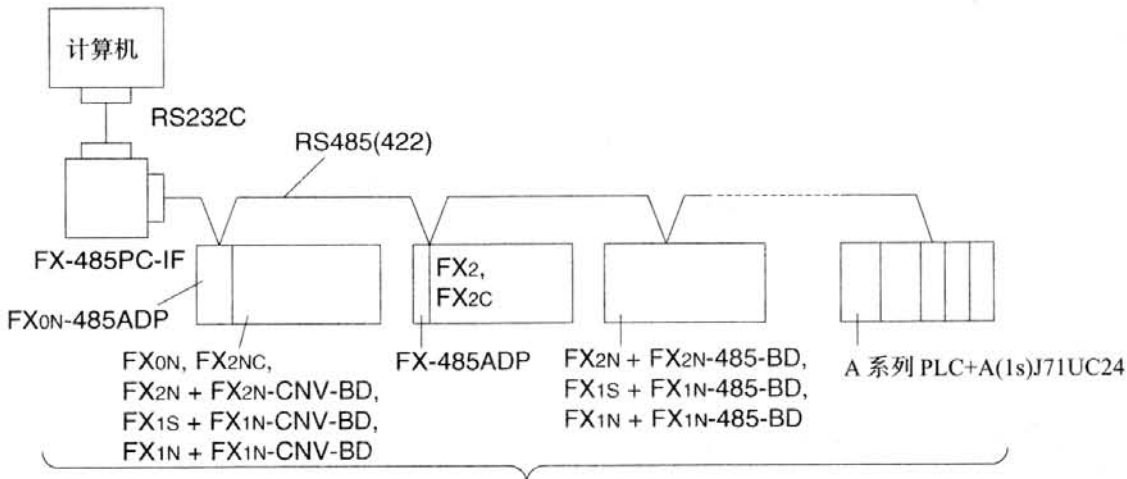 计算机
RS232C
RS485(422)
FX-485PC-IF
FX0N-485ADP
FX2,
FX2C
FX0N, FX2NC,
FX2N + FX2N-CNV-BD,
FX1S + FX1N-CNV-BD,
FX1N + FX1N-CNV-BD
FX-485ADP
FX2N + FX2N-485-BD,
FX1S + FX1N-485-BD,
FX1N + FX1N-485-BD
A 系列 PLC+A(1s)J71UC24